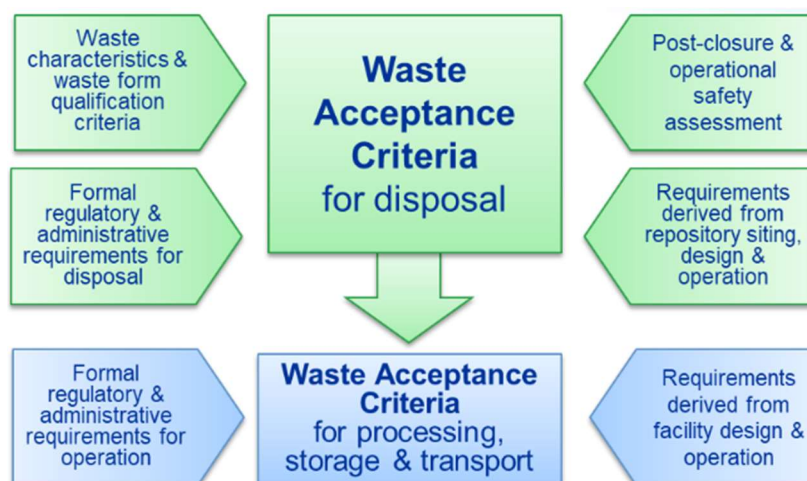 Waste
characteristics &
waste form
qualification
criteria
Waste
Acceptance
Criteria
for disposal
Post-closure &
operational
safety
assessment
Formal
regulatory &
administrative
requirements for
disposal
Requirements
derived from
repository siting,
design &
operation
Formal
regulatory &
administrative
requirements for
operation
Waste Acceptance
Criteria
for processing,
storage & transport
Requirements
derived from
facility design &
operation